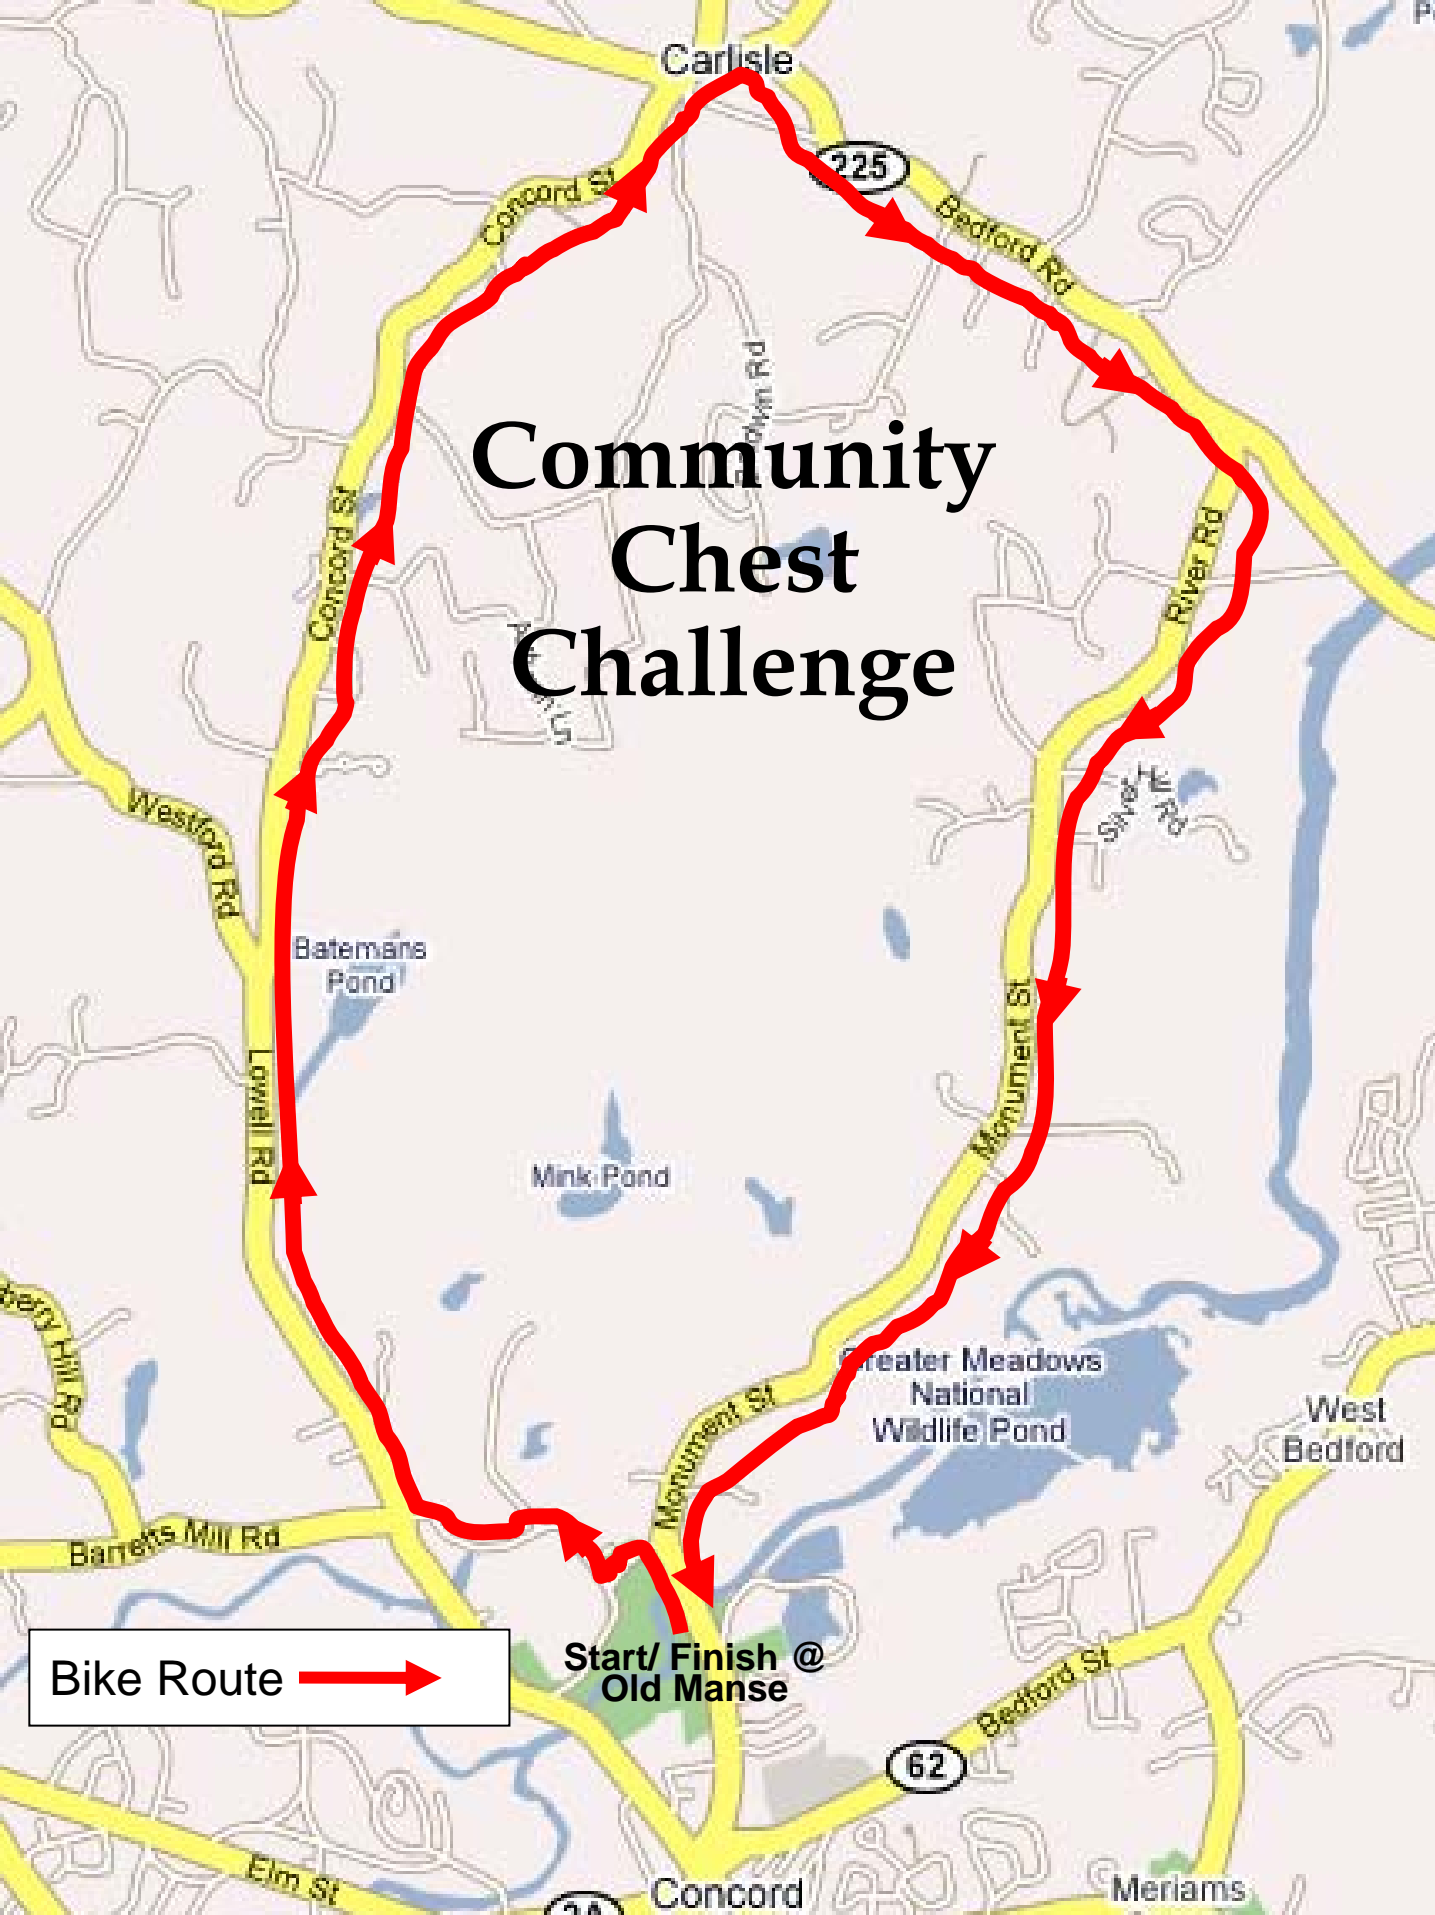 Carlisle
225
Concord St
Bedford Rd
Community
Chest
Challenge
Concord St
River Rd
Westford Rd
Batemans
Pond
Monument St
Lowell Rd
Mink Pond
Greater Meadows
National
Wildlife Pond
Monument St
West
Bedford
Barretts Mill Rd
Start/ Finish @
Old Manse
Bike Route
Bedford St
62
Elm St
Concord
Meriams